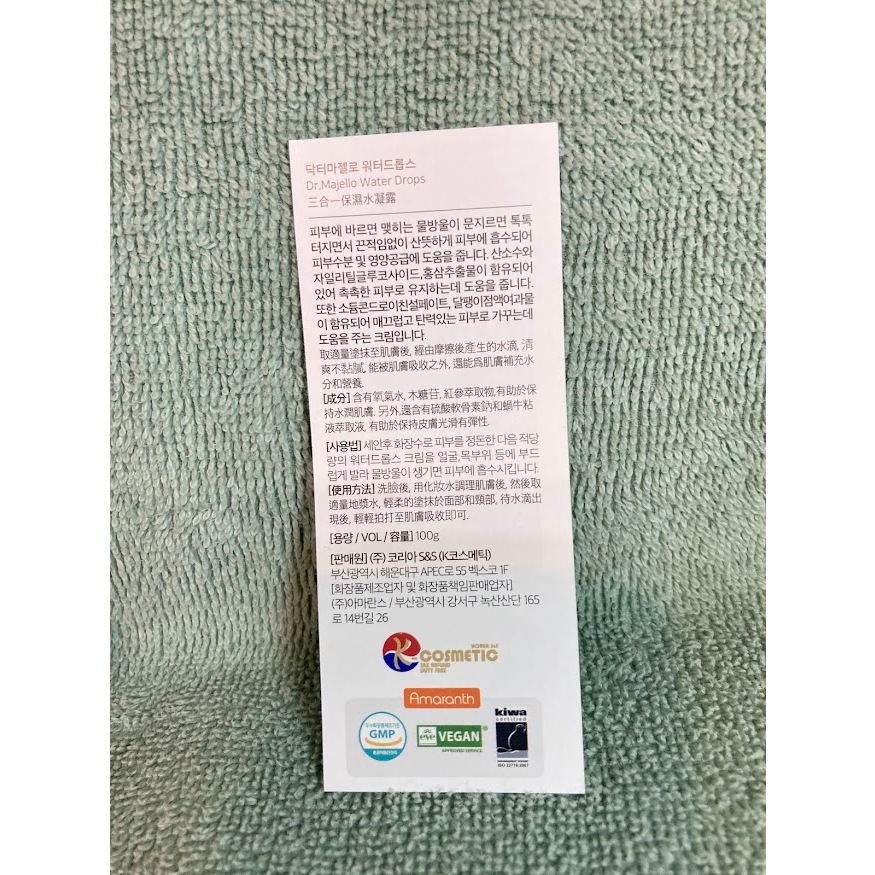 닥터마젤로 워터드롭스
Dr.Majello Water Drops
三合一保濕水凝露
피부에 바르면 맺히는 물방울이 문지르면 톡톡
터지면서 끈적임없이 산뜻하게 피부에 흡수되어
피부수분 및 영양공급에 도움을 줍니다. 산소수와
자일리틸글루코사이드,홍삼추출물이 함유되어
있어 촉촉한 피부로 유지하는데 도움을 줍니다.
또한 소듐콘드로이친설페이트, 달팽이점액여과물
이 함유되어 매끄럽고 탄력있는 피부로 가꾸는데
도움을 주는 크림입니다.
取適量塗抹至肌膚後, 經由摩擦後產生的水滴, 清
爽不黏膩, 能被肌膚吸收之外, 還能爲肌膚補充水
分和營養.
[成分] 含有氧氣水, 木糖苷, 紅參萃取物,有助於保
持水潤肌膚. 另外,還含有硫酸軟骨素鈉和蝸牛粘
液萃取液, 有助於保持皮膚光滑有彈性.
[사용법] 세안후 화장수로 피부를 정돈한 다음 적당
량의 워터드롭스 크림을 얼굴,목부위 등에 부드
럽게 발라 물방울이 생기면 피부에 흡수시킵니다.
[使用方法] 洗臉後, 用化妝水調理肌膚後, 然後取
適量地漿水, 輕柔的塗抹於面部和頸部, 待水滴出
現後, 輕輕拍打至肌膚吸收即可.
[용량 / VOL / 容量] 100g
[판매원] (주) 코리아 S&S (K코스메틱)
부산광역시 해운대구 APEC로 55 벡스코 1F
[화장품제조업자 및 화장품책임판매업자]
(주)아마란스 / 부산광역시 강서구 녹산산단 165
로 14번길 26
KOREA S&S
K COSMETIC
TAX REFUND
DUTY FREE
Amaranth
GMP
eve VEGAN
APPROVED SERVICE
kiwa
certified
ISO 22716:2007